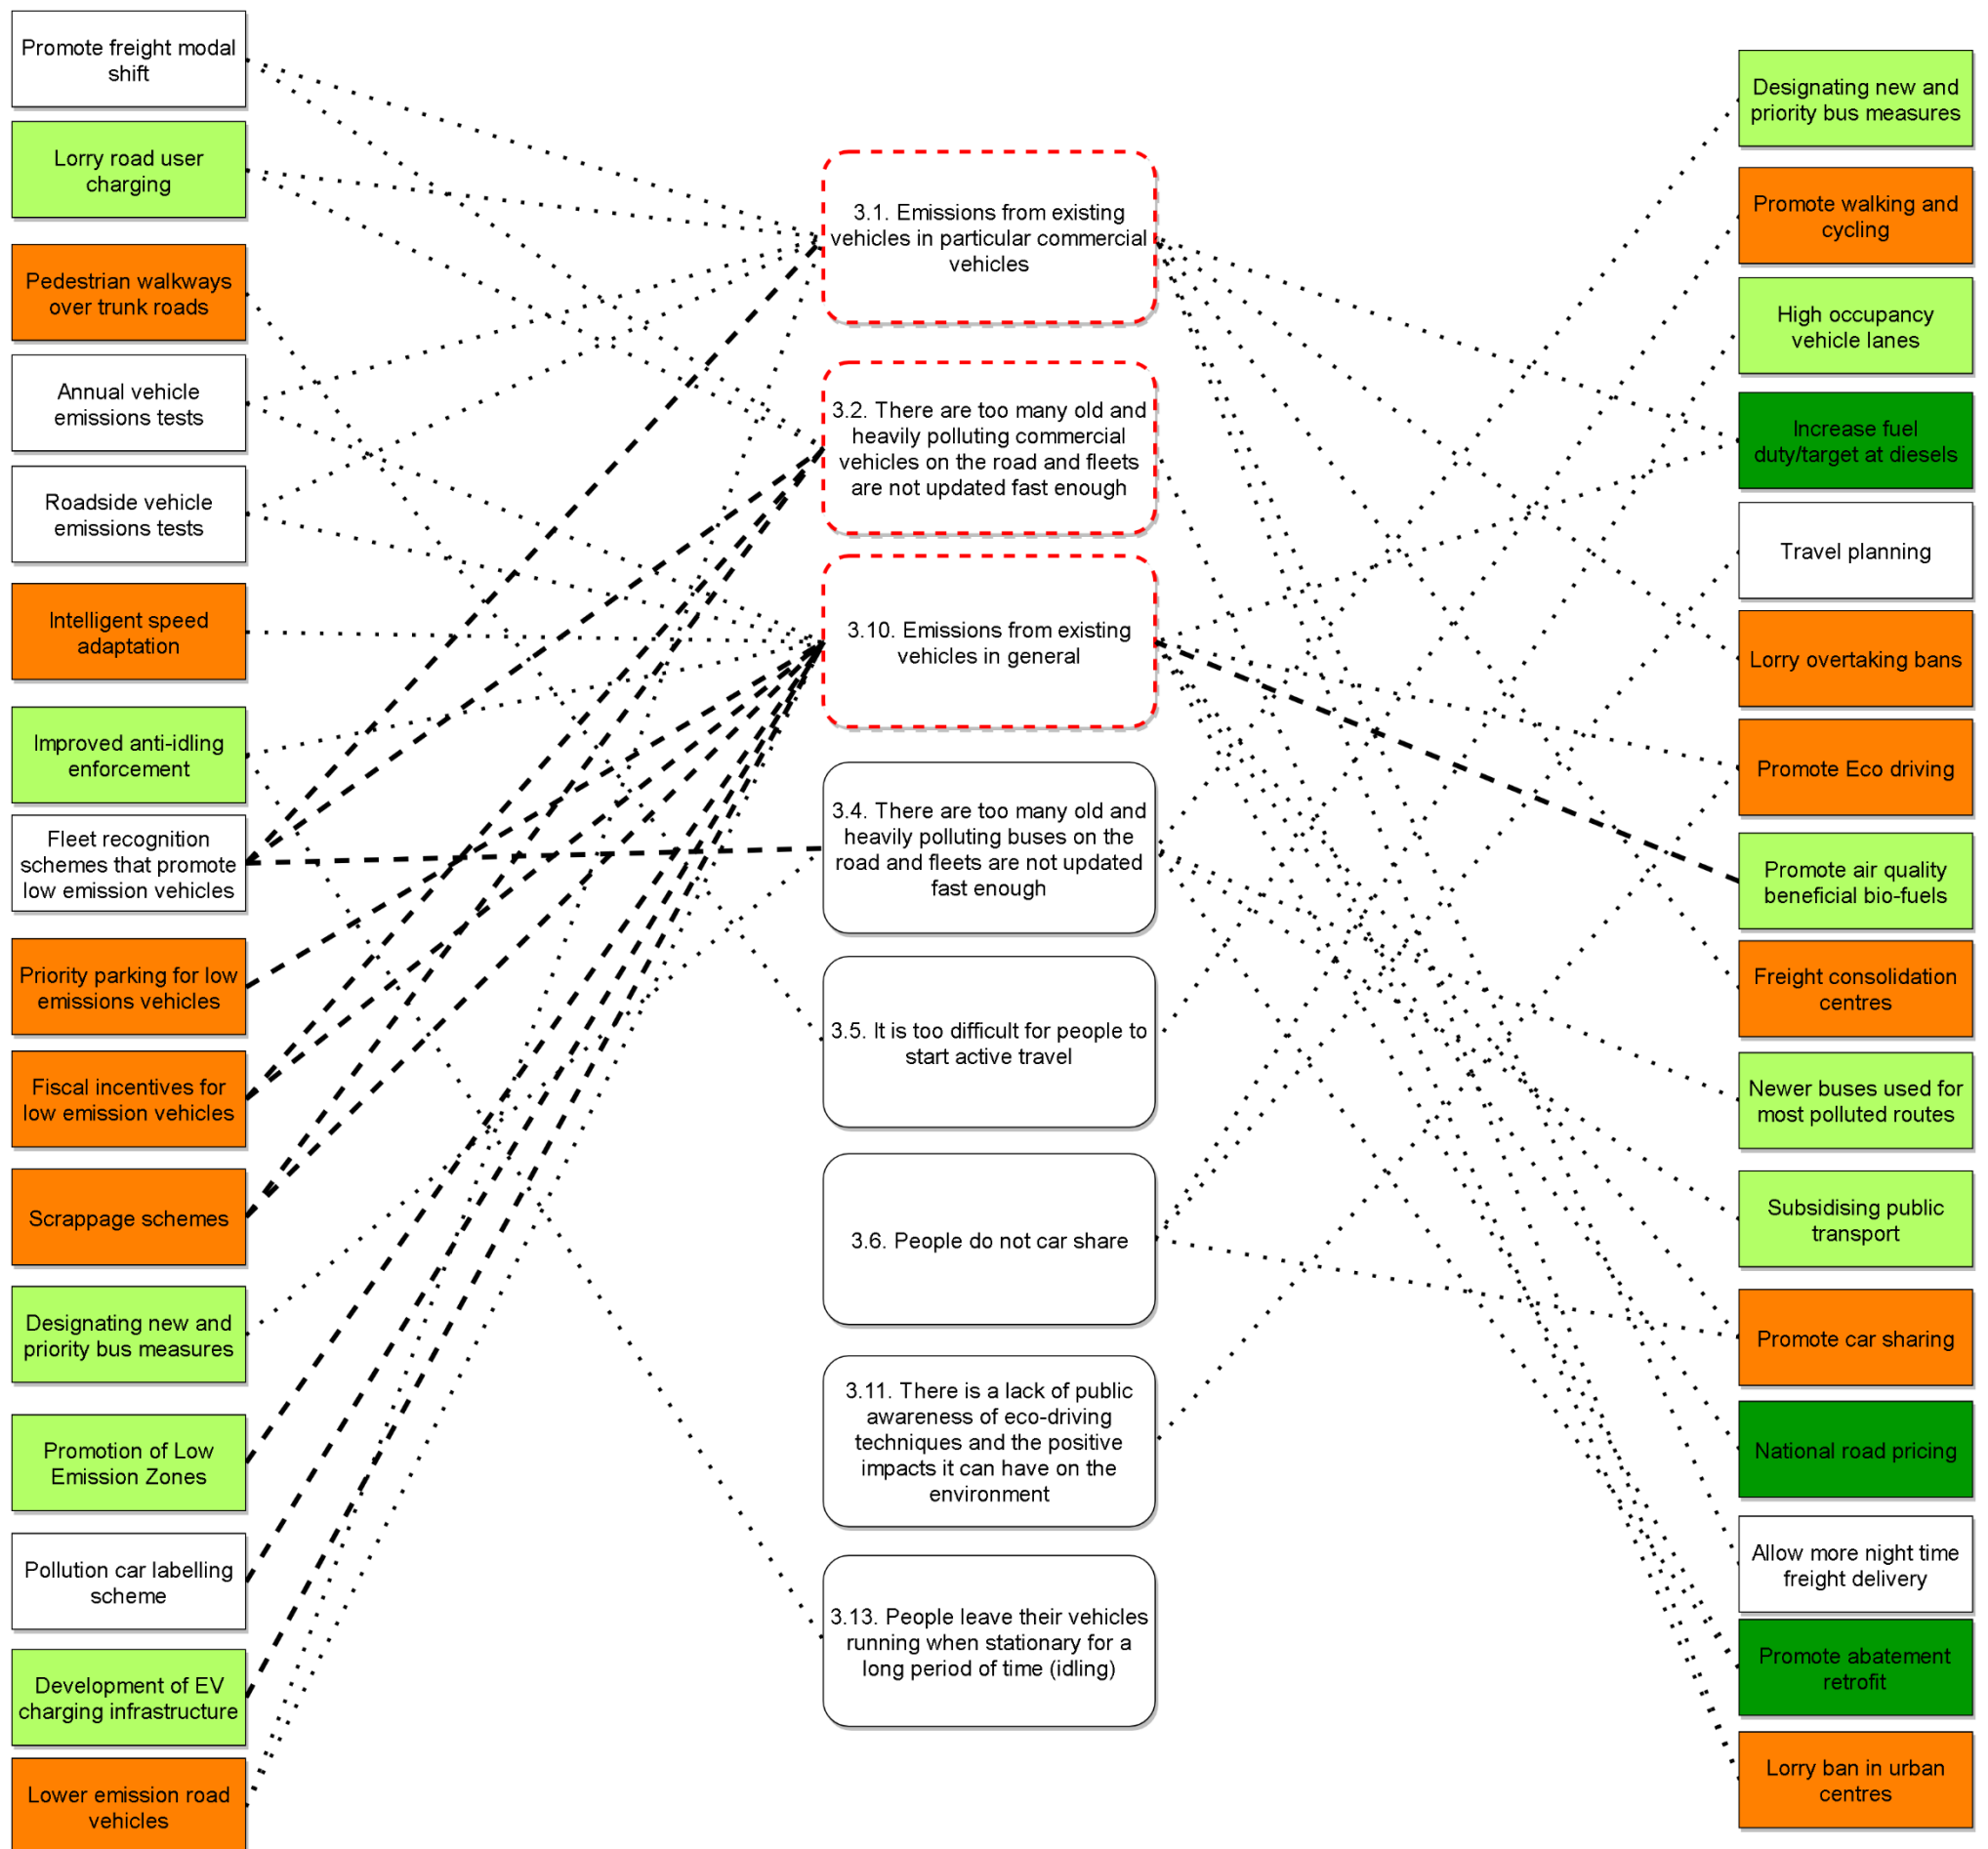 Promote freight modal
shift
Lorry road user
charging
Pedestrian walkways
over trunk roads
Annual vehicle
emissions tests
Roadside vehicle
emissions tests
Intelligent speed
adaptation
Improved anti-idling
enforcement
Fleet recognition
schemes that promote
low emission vehicles
Priority parking for low
emissions vehicles
Fiscal incentives for
low emission vehicles
Scrappage schemes
Designating new and
priority bus measures
Promotion of Low
Emission Zones
Pollution car labelling
scheme
Development of EV
charging infrastructure
Lower emission road
vehicles
3.1. Emissions from existing
vehicles in particular commercial
vehicles
3.2. There are too many old and
heavily polluting commercial
vehicles on the road and fleets
are not updated fast enough
3.10. Emissions from existing
vehicles in general
3.4. There are too many old and
heavily polluting buses on the
road and fleets are not updated
fast enough
3.5. It is too difficult for people to
start active travel
3.6. People do not car share
3.11. There is a lack of public
awareness of eco-driving
techniques and the positive
impacts it can have on the
environment
3.13. People leave their vehicles
running when stationary for a
long period of time (idling)
Designating new and
priority bus measures
Promote walking and
cycling
High occupancy
vehicle lanes
Increase fuel
duty/target at diesels
Travel planning
Lorry overtaking bans
Promote Eco driving
Promote air quality
beneficial bio-fuels
Freight consolidation
centres
Newer buses used for
most polluted routes
Subsidising public
transport
Promote car sharing
National road pricing
Allow more night time
freight delivery
Promote abatement
retrofit
Lorry ban in urban
centres